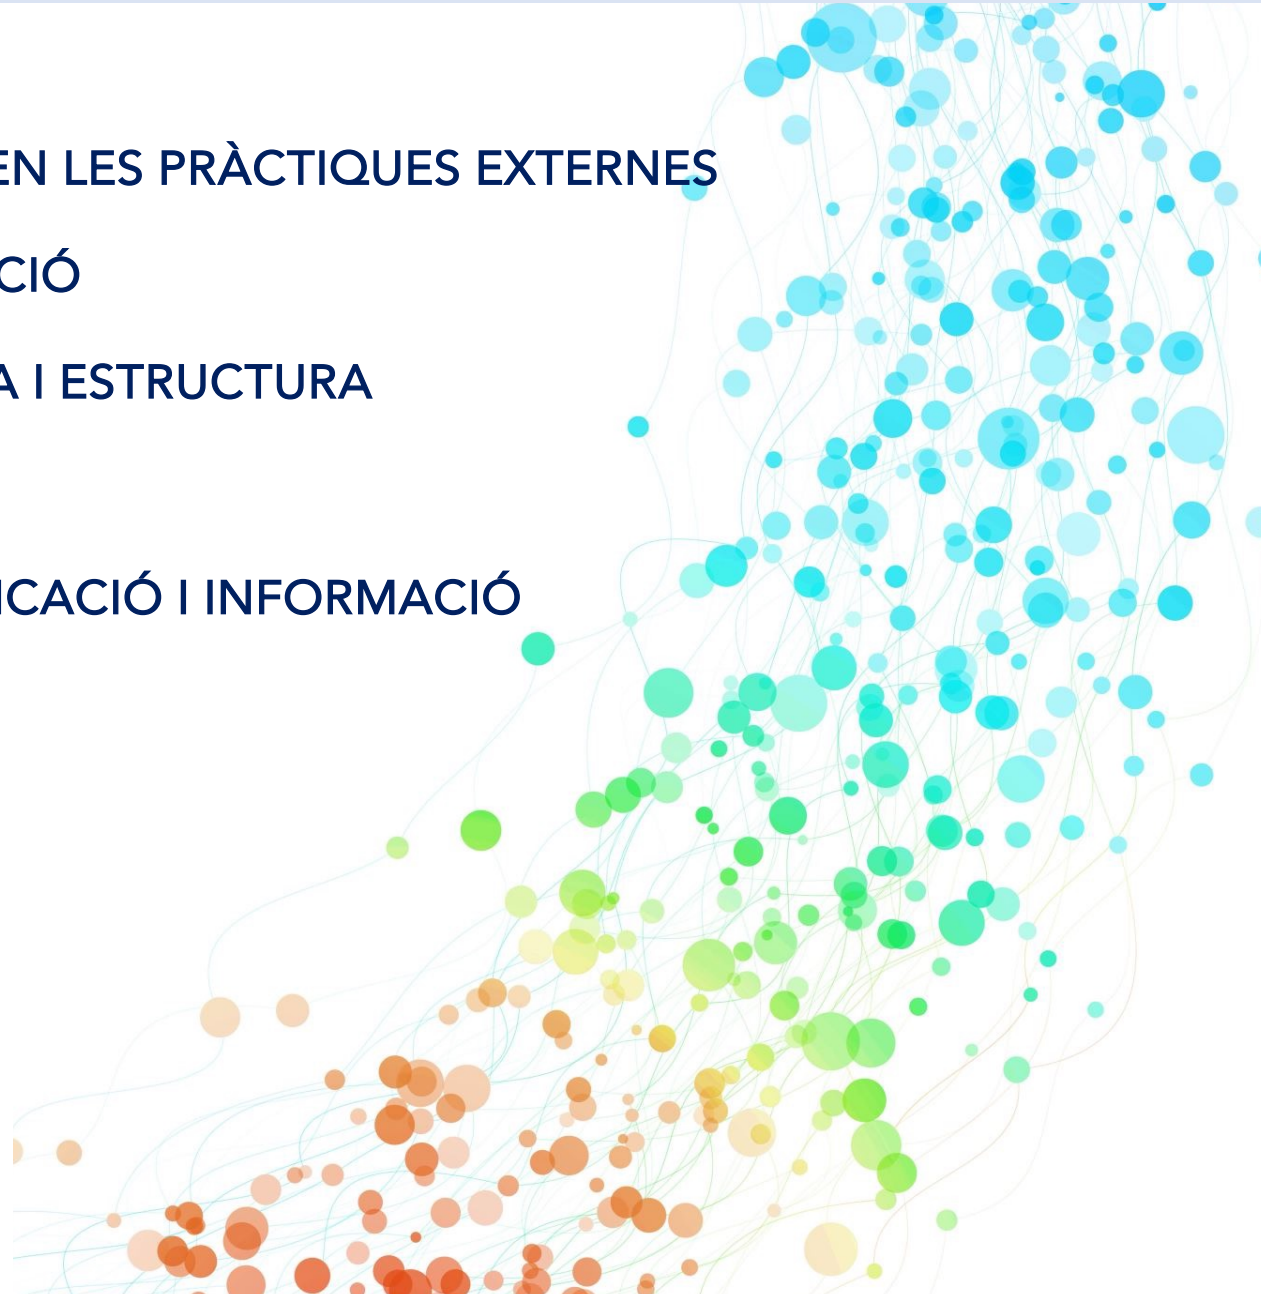 EN LES PRÀCTIQUES EXTERNES
CIÓ
A I ESTRUCTURA
ICACIÓ I INFORMACIÓ